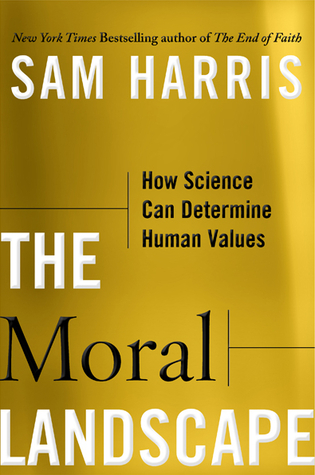 New York Times Bestselling author of The End of Faith
SAM HARRIS
How Science
Can Determine
Human Values
THE
Moral
LANDSCAPE